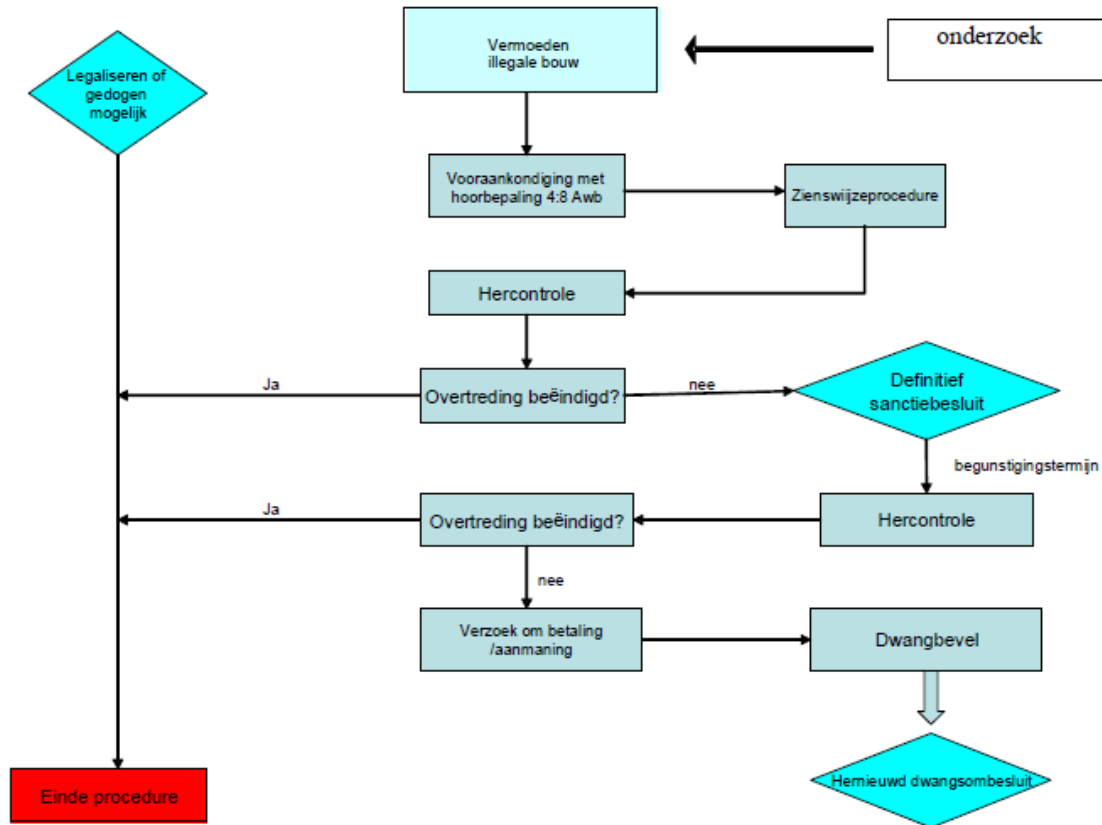 onderzoek
Vermoeden
illegale bouw
Legaliseren of
gedogen
mogelijk
Vooraankondiging met
hoorbepaling 4:8 Awb
Zienswijzeprocedure
Hercontrole
Ja
Overtreding beëindigd?
nee
Definitief
sanctiebesluit
begunstigingstermijn
Ja
Overtreding beëindigd?
Hercontrole
nee
Verzoek om betaling
/aanmaning
Dwangbevel
Einde procedure
Hernieuwd dwangsombesluit